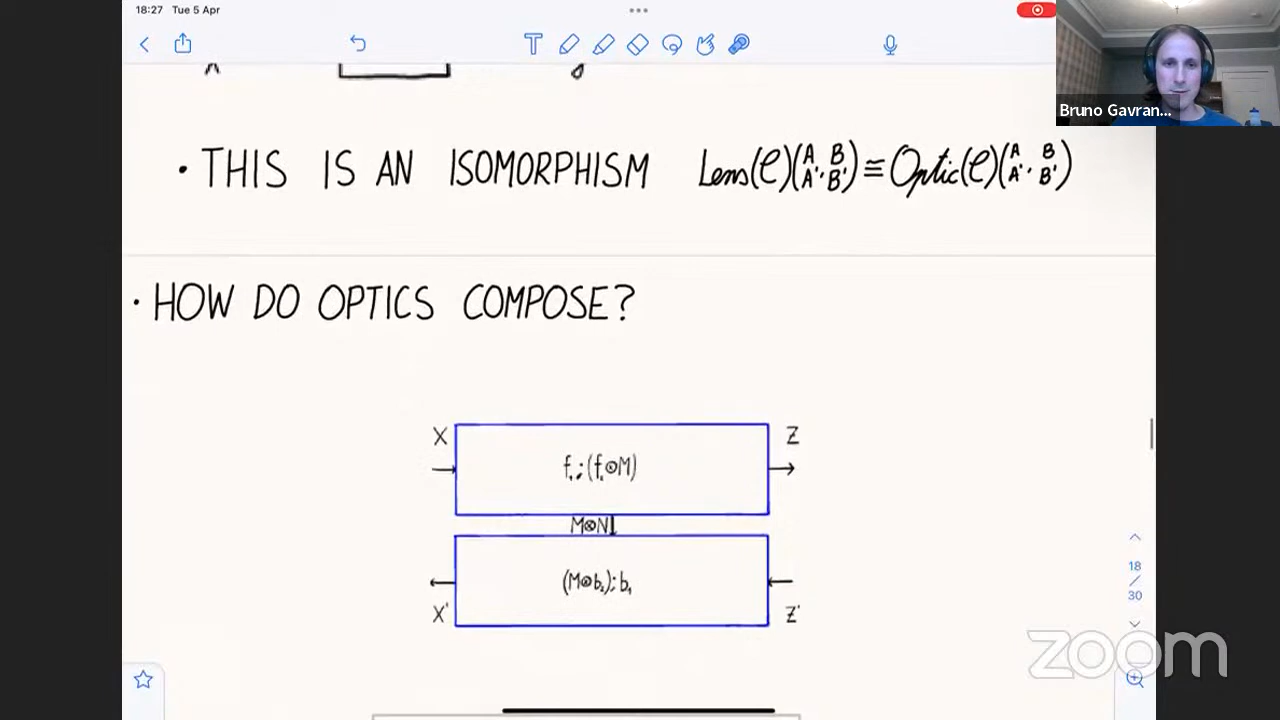 18:27 Tue 5 Apr
Bruno Gavran...
• THIS IS AN ISOMORPHISM Lens(C)(A A', B B') ≅ Optic(C)(A A', B B')
• HOW DO OPTICS COMPOSE?
X Z
f₁;(f₂⊗M)
M⊗N
(M⊗b₂);b₁
X' Z'
18
/
30
zoom